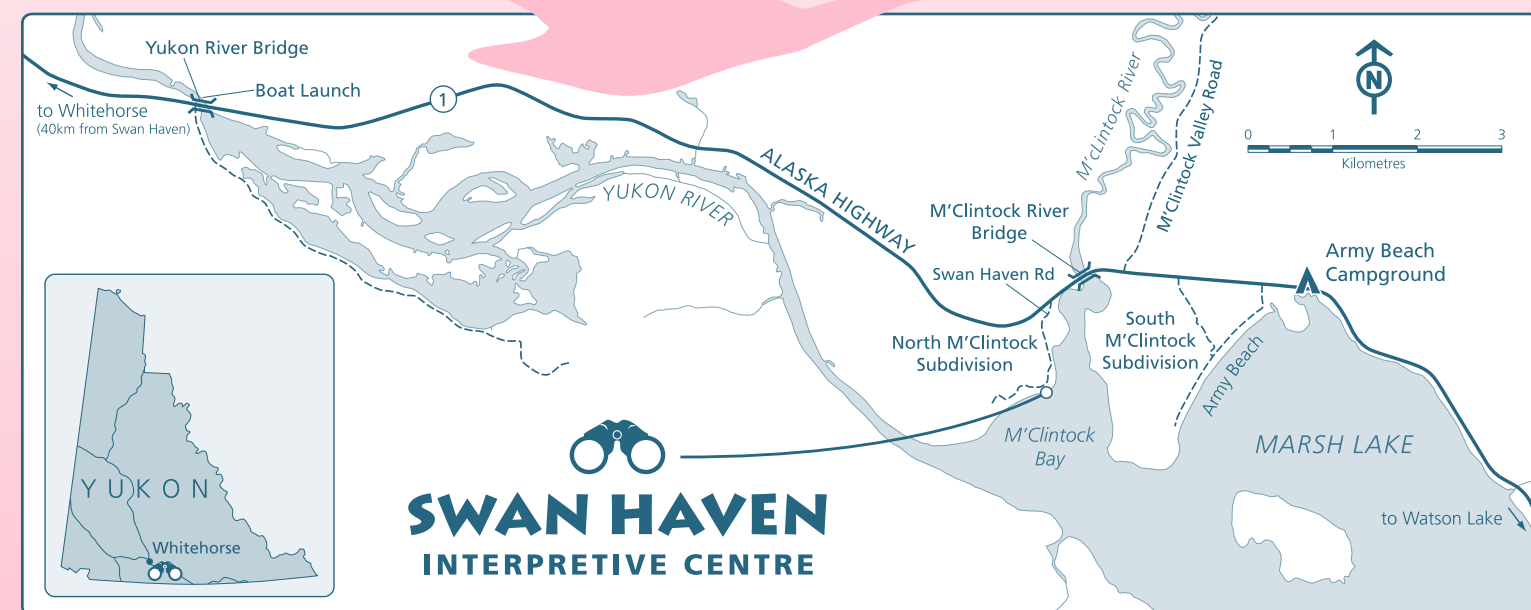 Yukon River Bridge
Boat Launch
to Whitehorse
(40km from Swan Haven)
1
ALASKA HIGHWAY
YUKON RIVER
M'cLintock River
M'Clintock Valley Road
N
0 1 2 3
Kilometres
M'Clintock River
Bridge
Swan Haven Rd
Army Beach
Campground
North M'Clintock
Subdivision
South
M'Clintock
Subdivision
Army Beach
M'Clintock
Bay
MARSH LAKE
to Watson Lake
YUKON
Whitehorse
SWAN HAVEN
INTERPRETIVE CENTRE